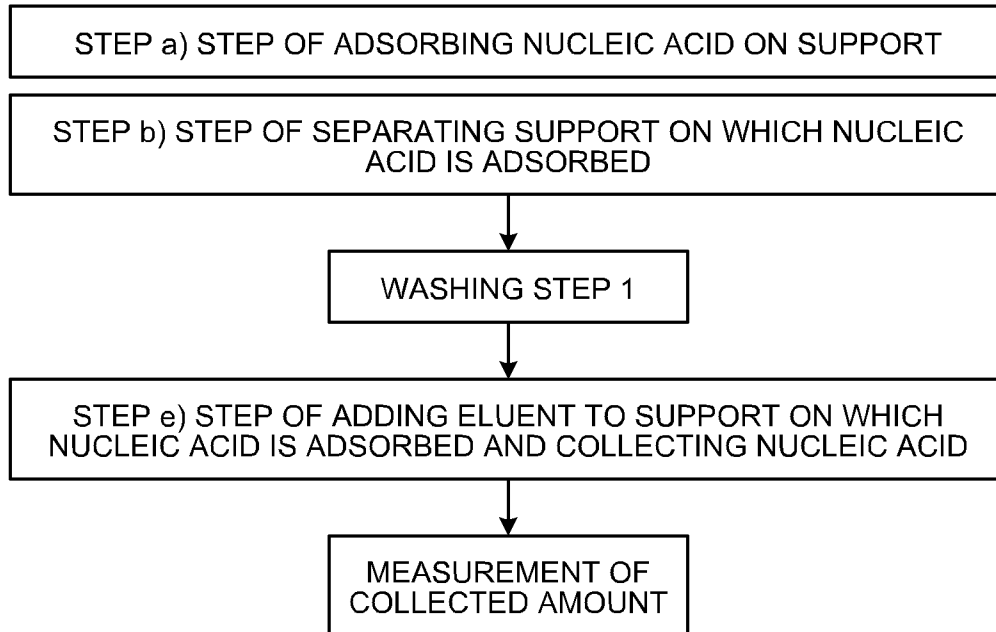 STEP a) STEP OF ADSORBING NUCLEIC ACID ON SUPPORT
STEP b) STEP OF SEPARATING SUPPORT ON WHICH NUCLEIC
ACID IS ADSORBED
WASHING STEP 1
STEP e) STEP OF ADDING ELUENT TO SUPPORT ON WHICH
NUCLEIC ACID IS ADSORBED AND COLLECTING NUCLEIC ACID
MEASUREMENT OF
COLLECTED AMOUNT